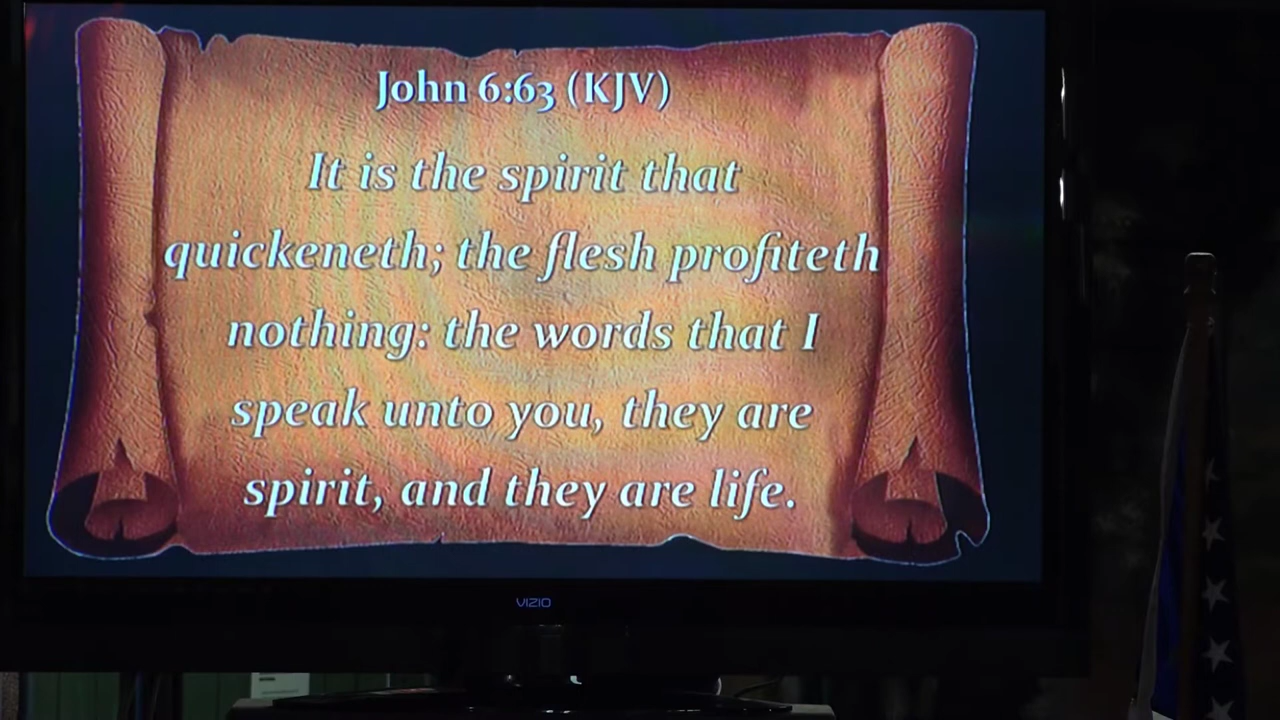 John 6:63 (KJV)
It is the spirit that
quickeneth; the flesh profiteth
nothing: the words that I
speak unto you, they are
spirit, and they are life.
VIZIO